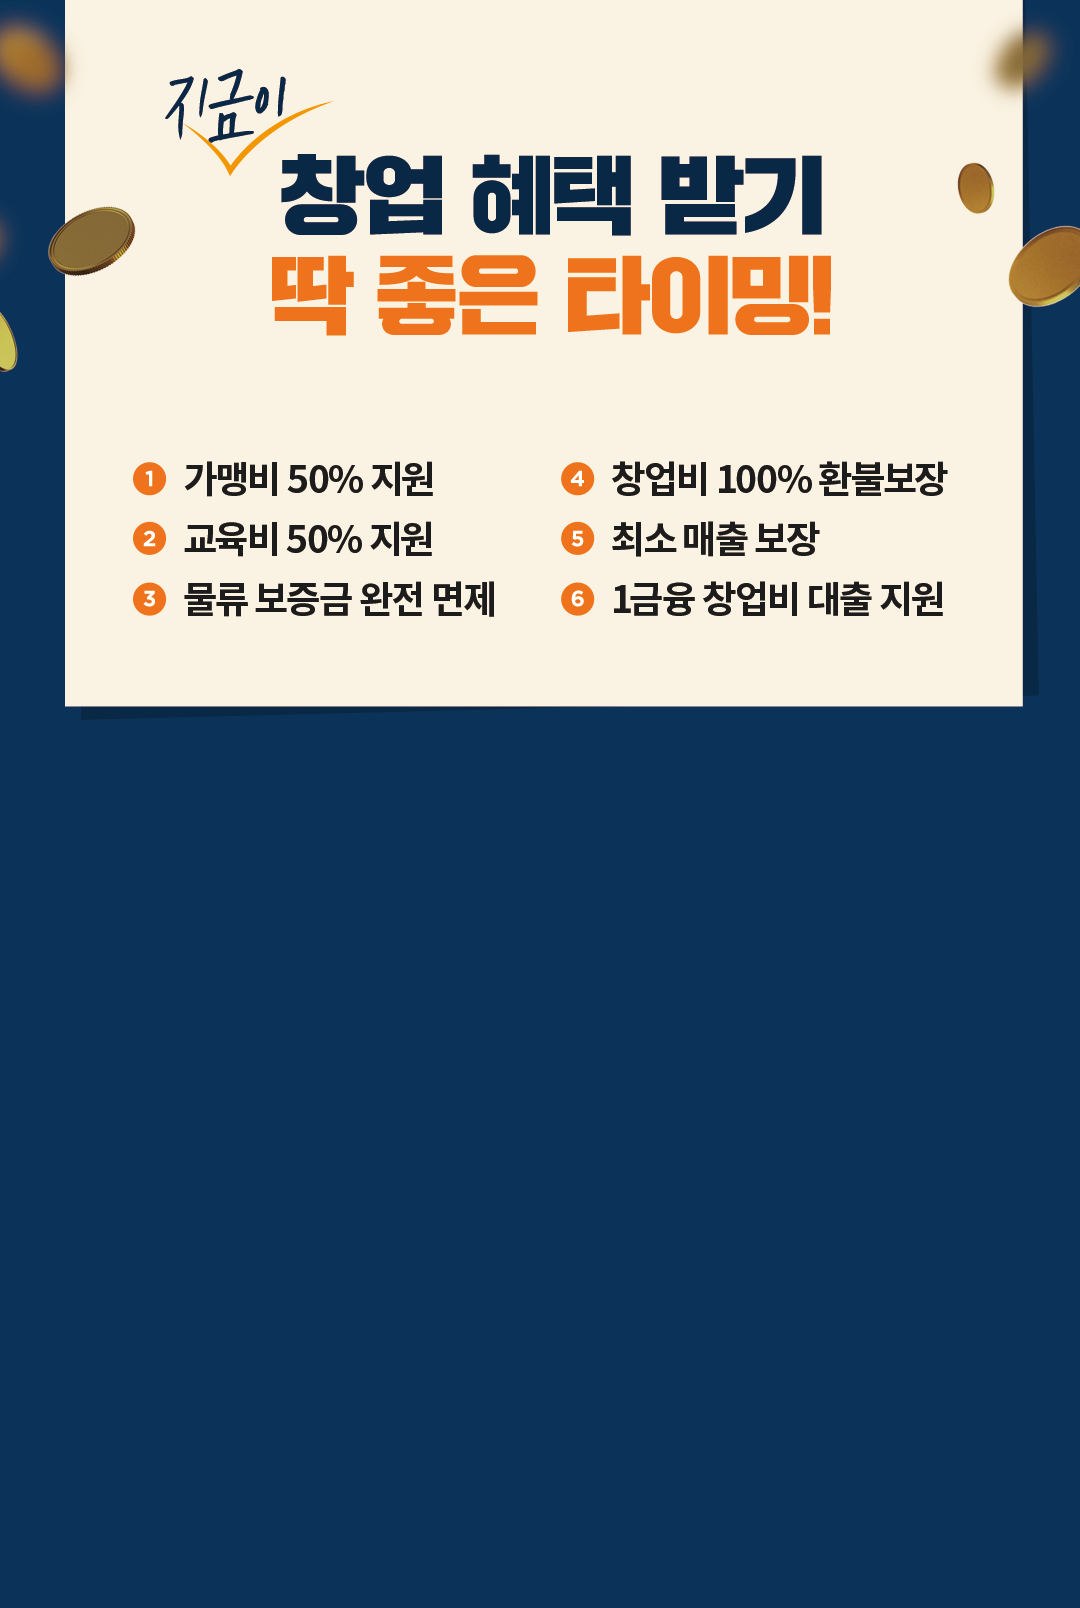 지금이
창업 혜택 받기
딱 좋은 타이밍!
1 가맹비 50% 지원
2 교육비 50% 지원
3 물류 보증금 완전 면제
4 창업비 100% 환불보장
5 최소 매출 보장
6 1금융 창업비 대출 지원